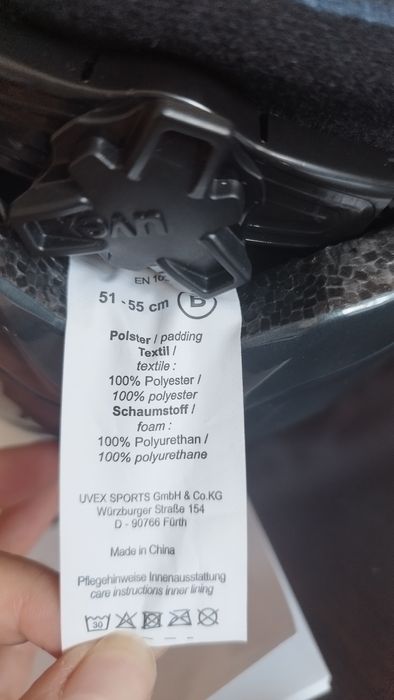 uvex
EN 10
51 - 55 cm B
Polster / padding
Textil /
textile :
100% Polyester /
100% polyester
Schaumstoff /
foam :
100% Polyurethan /
100% polyurethane
UVEX SPORTS GmbH & Co.KG
Würzburger Straße 154
D - 90766 Fürth
Made in China
Pflegehinweise Innenausstattung
care instructions inner lining
30